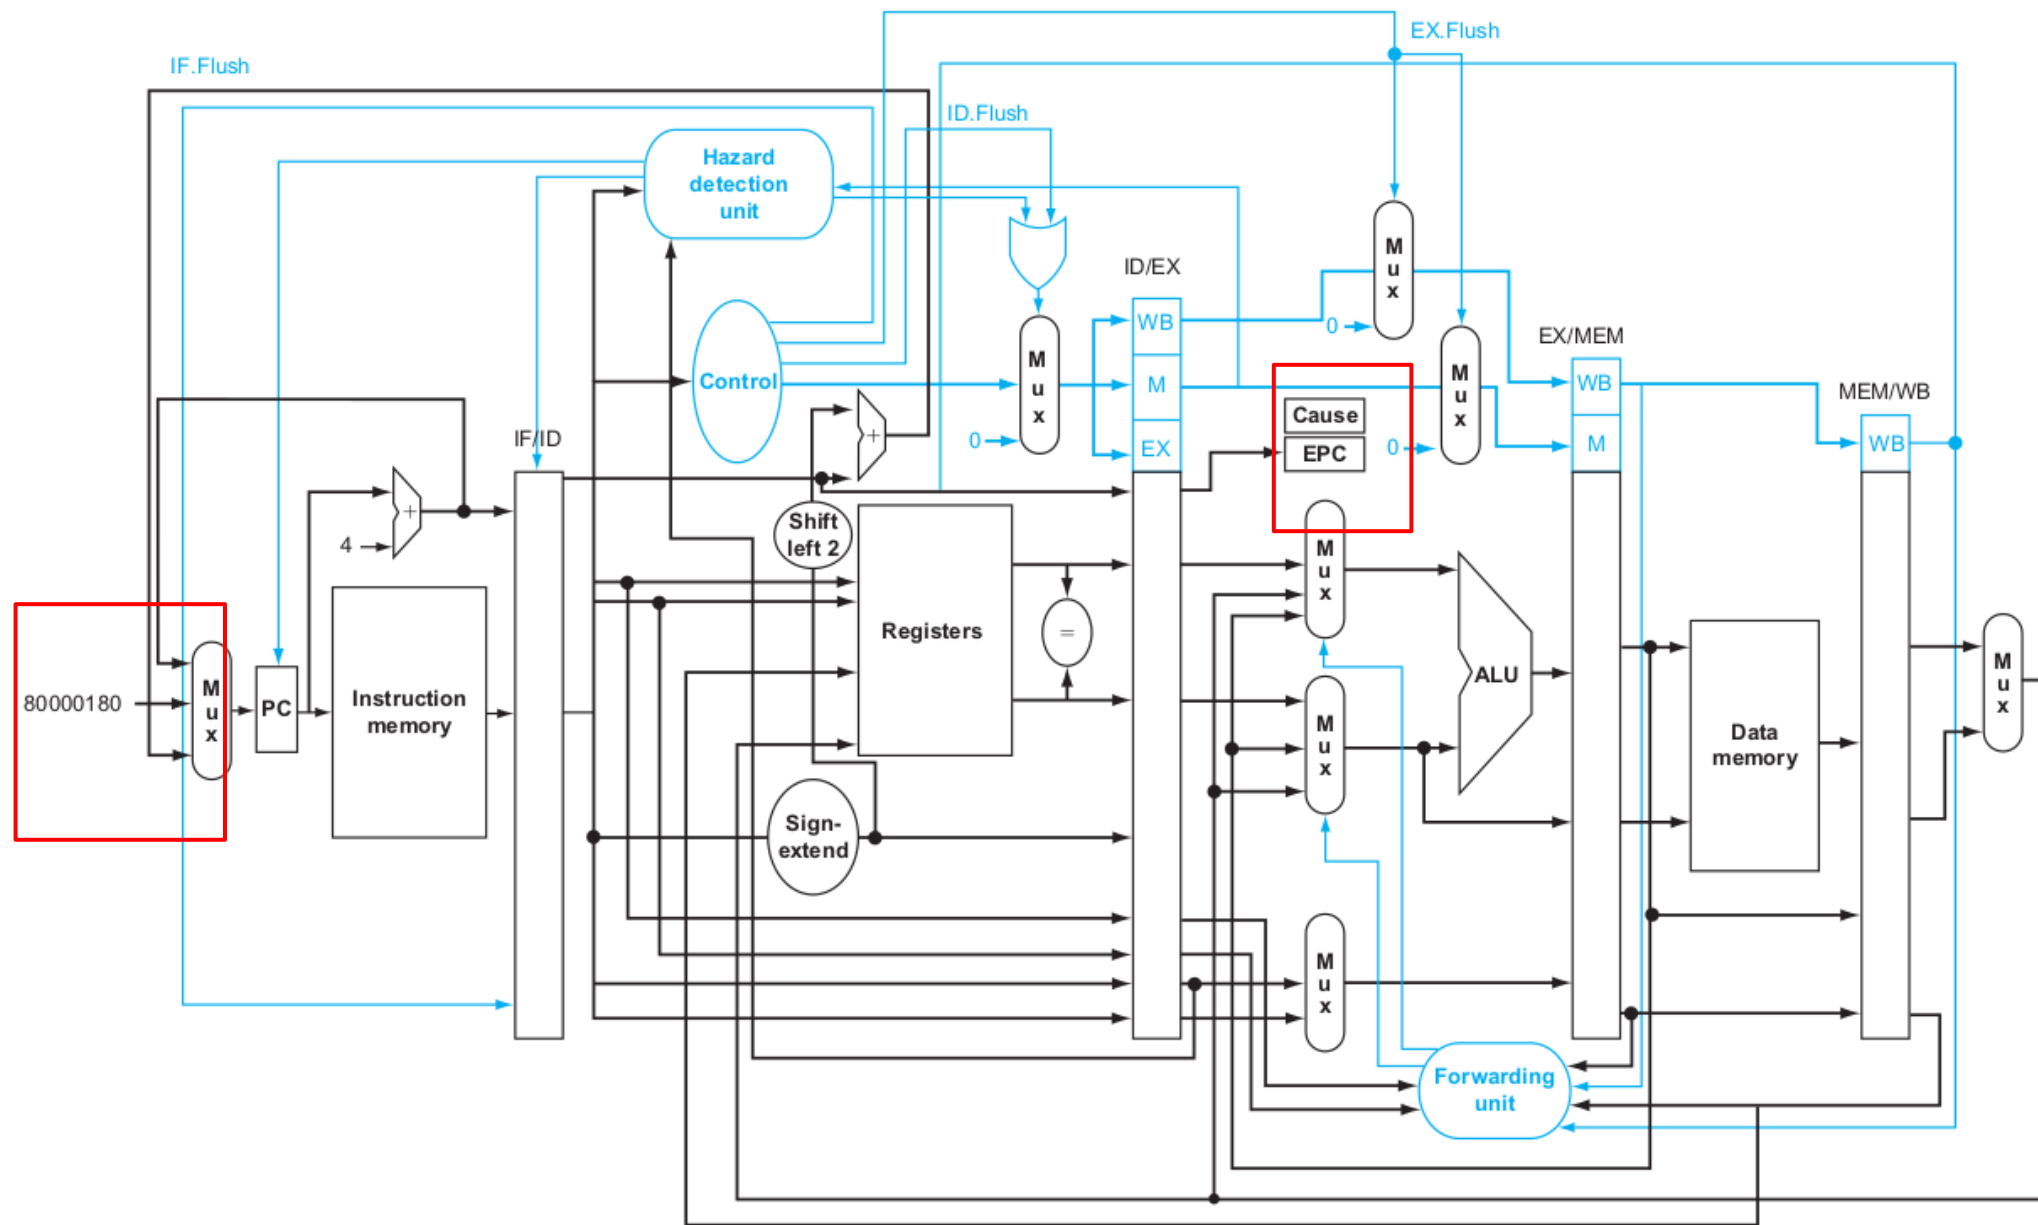 EX.Flush
IF.Flush
ID.Flush
Hazard
detection
unit
M
u
x
ID/EX
0
WB
EX/MEM
M
u
x
Control
M
u
x
M
WB
MEM/WB
Cause
0
EX
EPC
0
M
WB
IF/ID
+
+
4
Shift
left 2
M
u
x
Registers
=
ALU
80000180
M
u
x
PC
Instruction
memory
M
u
x
Data
memory
M
u
x
Sign-
extend
M
u
x
Forwarding
unit